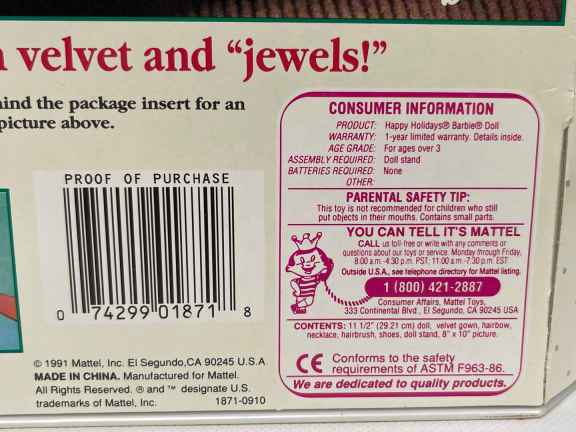 n velvet and “jewels!”
ind the package insert for an
picture above.
PROOF OF PURCHASE
0 74299 01871 8
© 1991 Mattel, Inc. El Segundo,CA 90245 U.S.A.
MADE IN CHINA. Manufactured for Mattel.
All Rights Reserved. ® and ™ designate U.S.
trademarks of Mattel, Inc. 1871-0910
CONSUMER INFORMATION
PRODUCT: Happy Holidays® Barbie® Doll
WARRANTY: 1-year limited warranty. Details inside.
AGE GRADE: For ages over 3
ASSEMBLY REQUIRED: Doll stand
BATTERIES REQUIRED: None
OTHER:
PARENTAL SAFETY TIP:
This toy is not recommended for children who still
put objects in their mouths. Contains small parts.
YOU CAN TELL IT'S MATTEL
CALL us toll-free or write with any comments or
questions about our toys or service. Monday through Friday,
8:00 a.m.-4:30 p.m. PST; 11:00 a.m.-7:30 p.m. EST
Outside U.S.A., see telephone directory for Mattel listing.
1 (800) 421-2887
Consumer Affairs, Mattel Toys,
333 Continental Blvd., El Segundo, CA 90245 USA
CONTENTS: 11 1/2" (29.21 cm) doll, velvet gown, hairbow,
necklace, hairbrush, shoes, doll stand, 8" x 10" picture.
CE Conforms to the safety
requirements of ASTM F963-86.
We are dedicated to quality products.